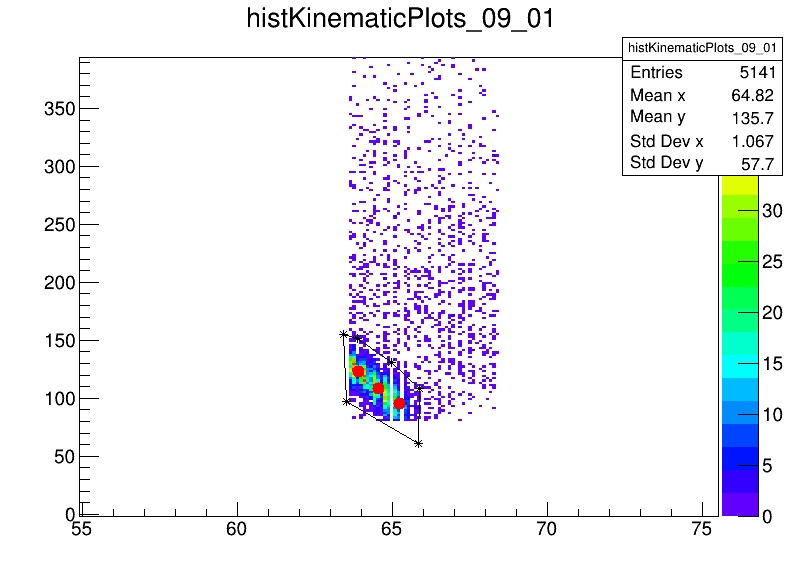 histKinematicPlots_09_01
histKinematicPlots_09_01
Entries 5141
Mean x 64.82
Mean y 135.7
Std Dev x 1.067
Std Dev y 57.7
350
300
250
200
150
100
50
0
55 60 65 70 75
30
25
20
15
10
5
0